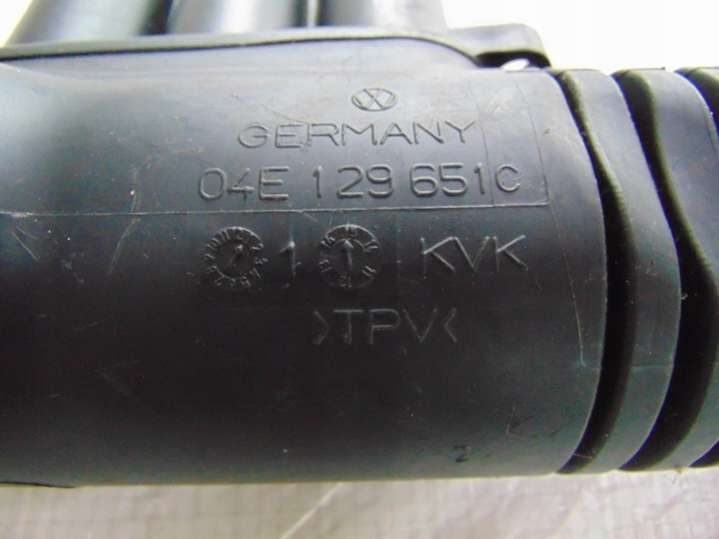 GERMANY
04E 129 651C
1 KVK
>TPV<